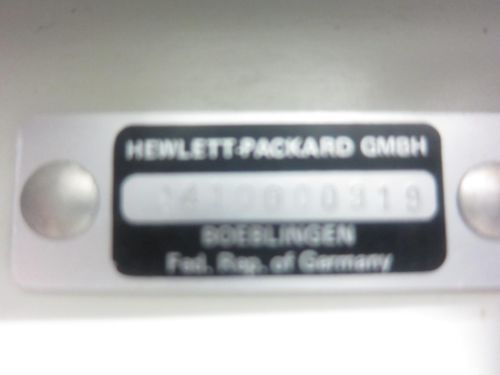 HEWLETT-PACKARD GMBH
BOEBLINGEN
Fed. Rep. of Germany